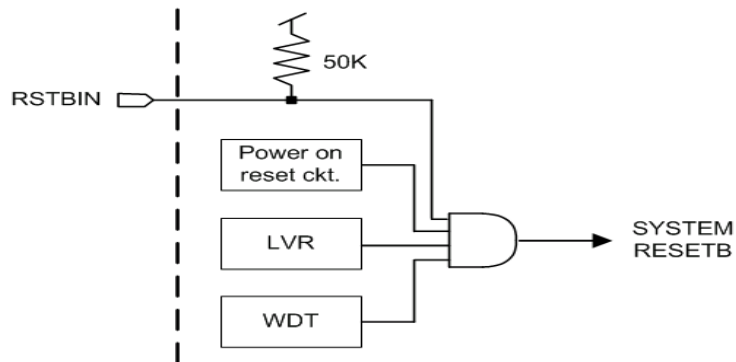 50K
RSTBIN
Power on
reset ckt.
LVR
WDT
SYSTEM
RESETB